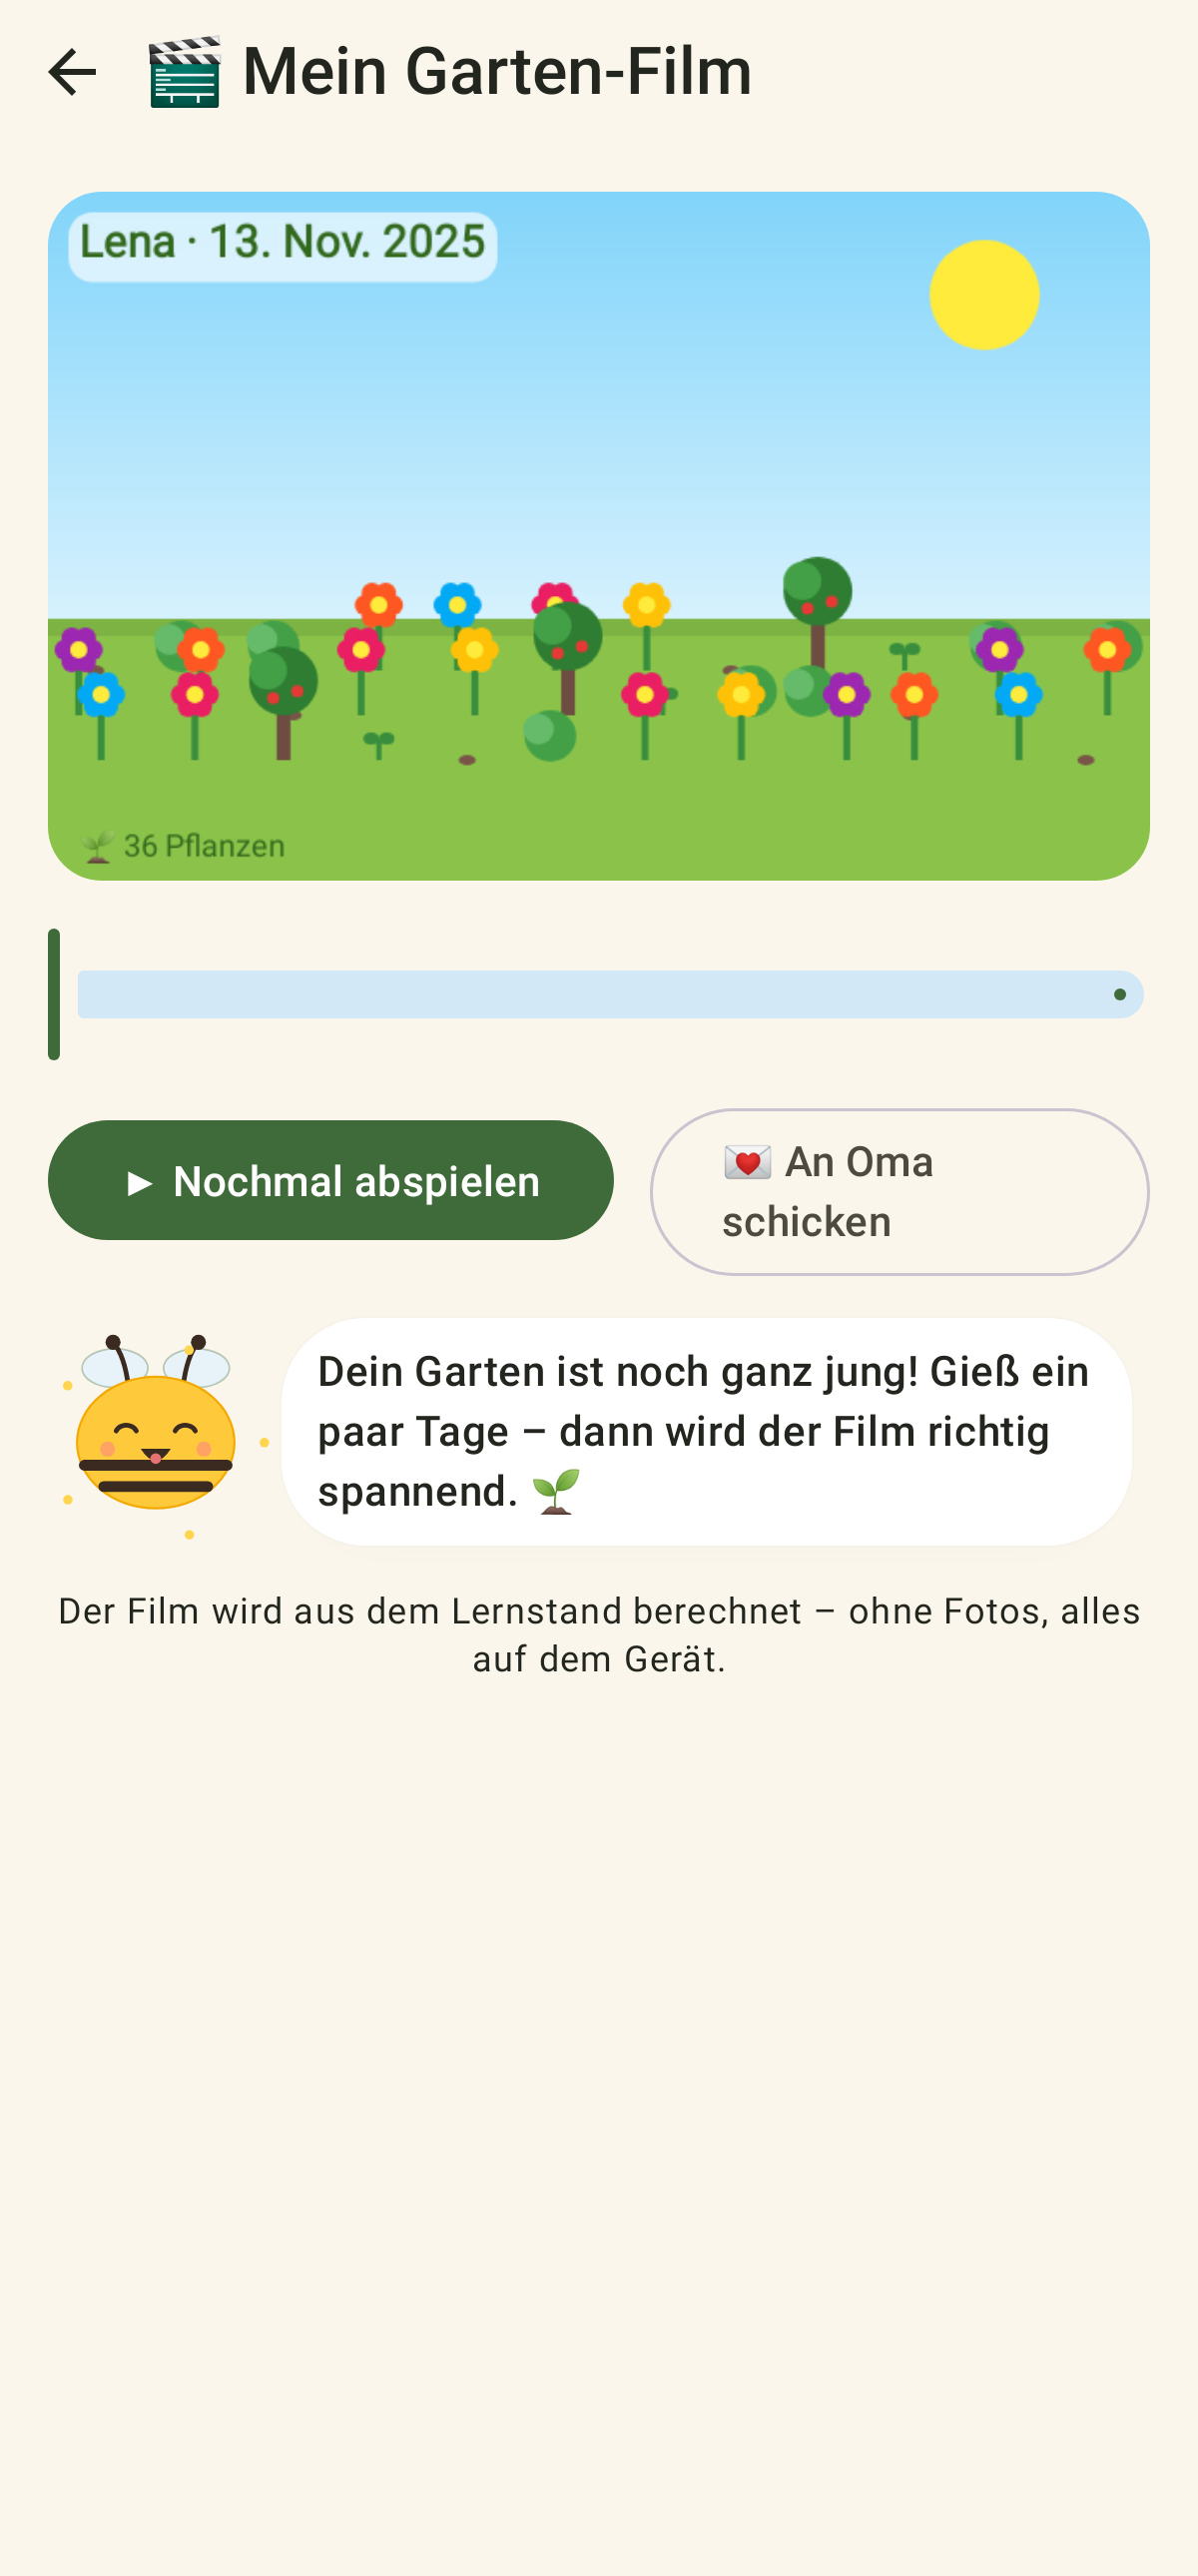 🎬 Mein Garten-Film
Lena · 13. Nov. 2025
🌱 36 Pflanzen
► Nochmal abspielen
💌 An Oma
schicken
Dein Garten ist noch ganz jung! Gieß ein
paar Tage – dann wird der Film richtig
spannend. 🌱
Der Film wird aus dem Lernstand berechnet – ohne Fotos, alles
auf dem Gerät.